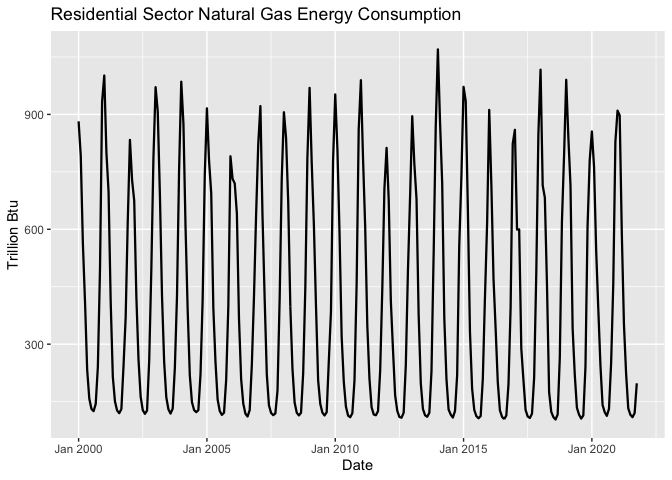 Residential Sector Natural Gas Energy Consumption
Trillion Btu
900
600
300
Jan 2000
Jan 2005
Jan 2010
Jan 2015
Jan 2020
Date